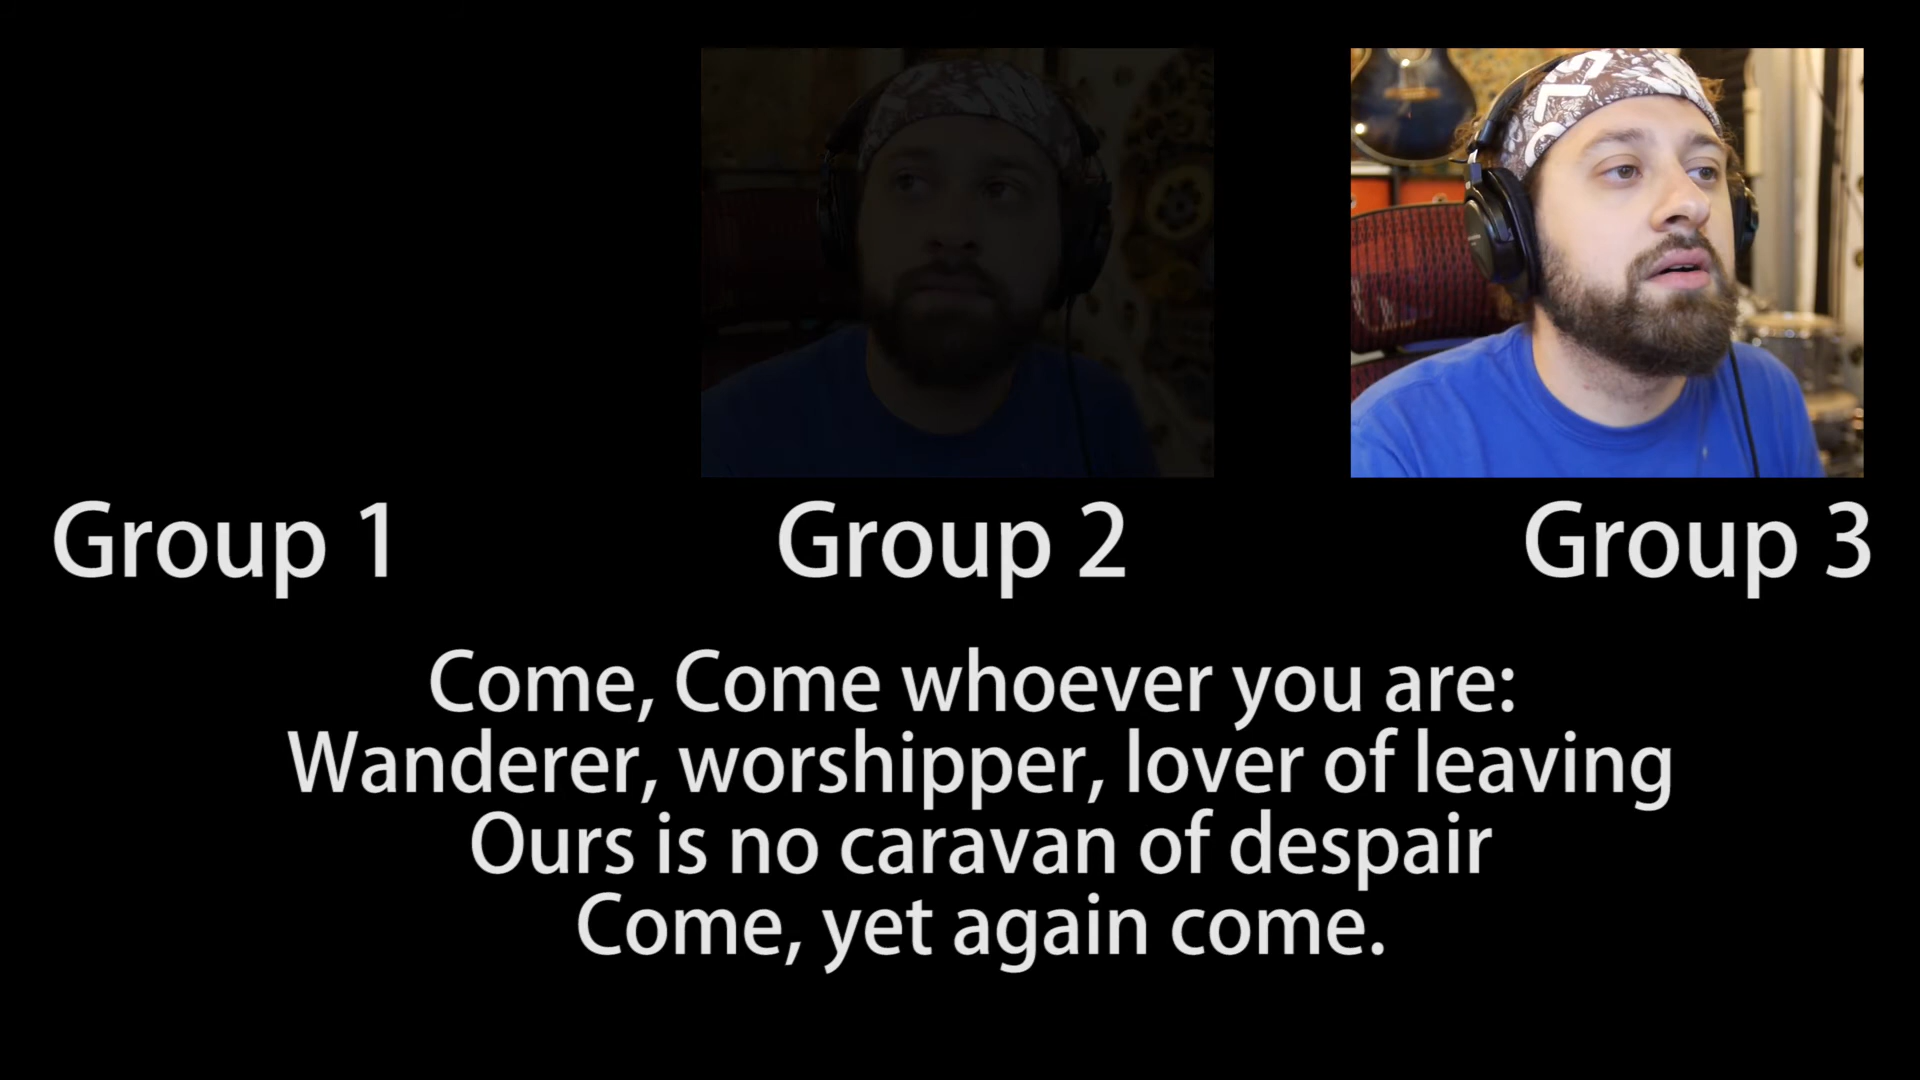 Group 1
Group 2
Group 3
Come, Come whoever you are:
Wanderer, worshipper, lover of leaving
Ours is no caravan of despair
Come, yet again come.